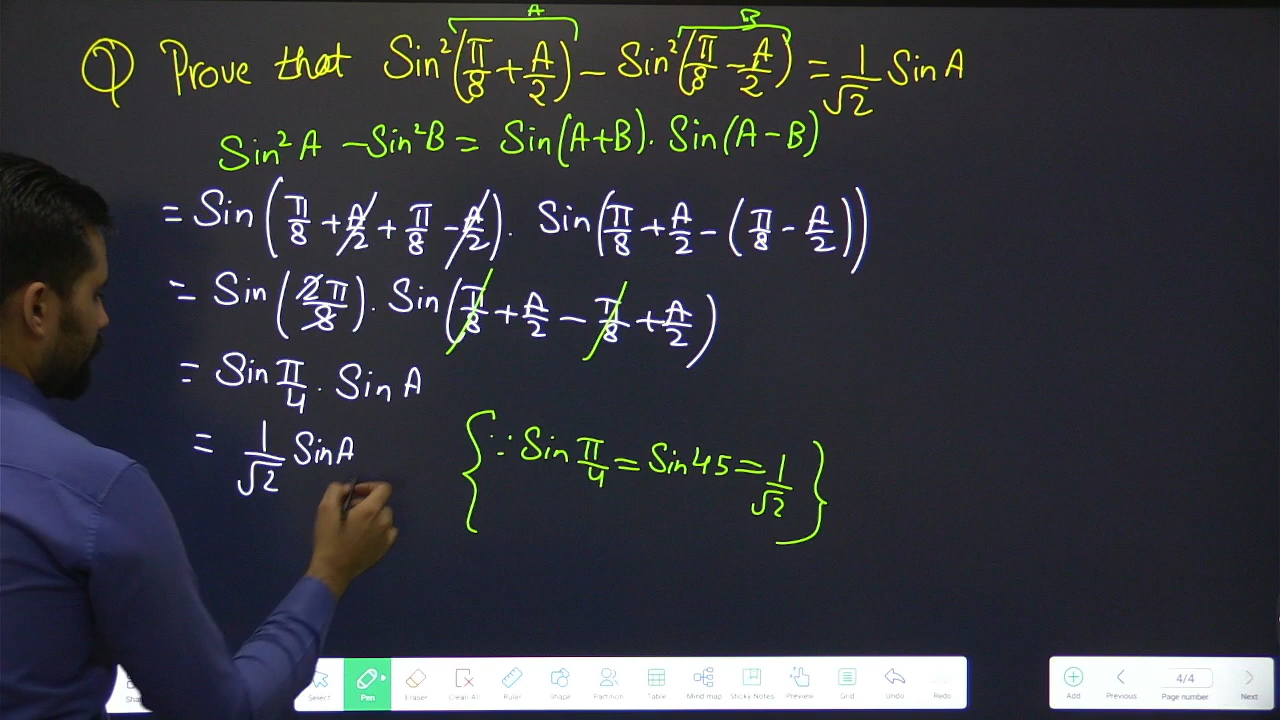 A B
Q Prove that Sin²(π/8 + A/2) - Sin²(π/8 - A/2) = 1/√2 Sin A
Sin²A - Sin²B = Sin(A+B). Sin(A-B)
= Sin(π/8 + A/2 + π/8 - A/2). Sin(π/8 + A/2 - (π/8 - A/2))
= Sin(2π/8). Sin(π/8 + A/2 - π/8 + A/2)
= Sin π/4 . Sin A
= 1/√2 Sin A
{∵ Sin π/4 = Sin 45 = 1/√2}
Select Pen Eraser Clean All Ruler Shape Partition Table Mind map Sticky-Notes Preview Grid Undo Redo
Add Previous 4/4 Page number Next